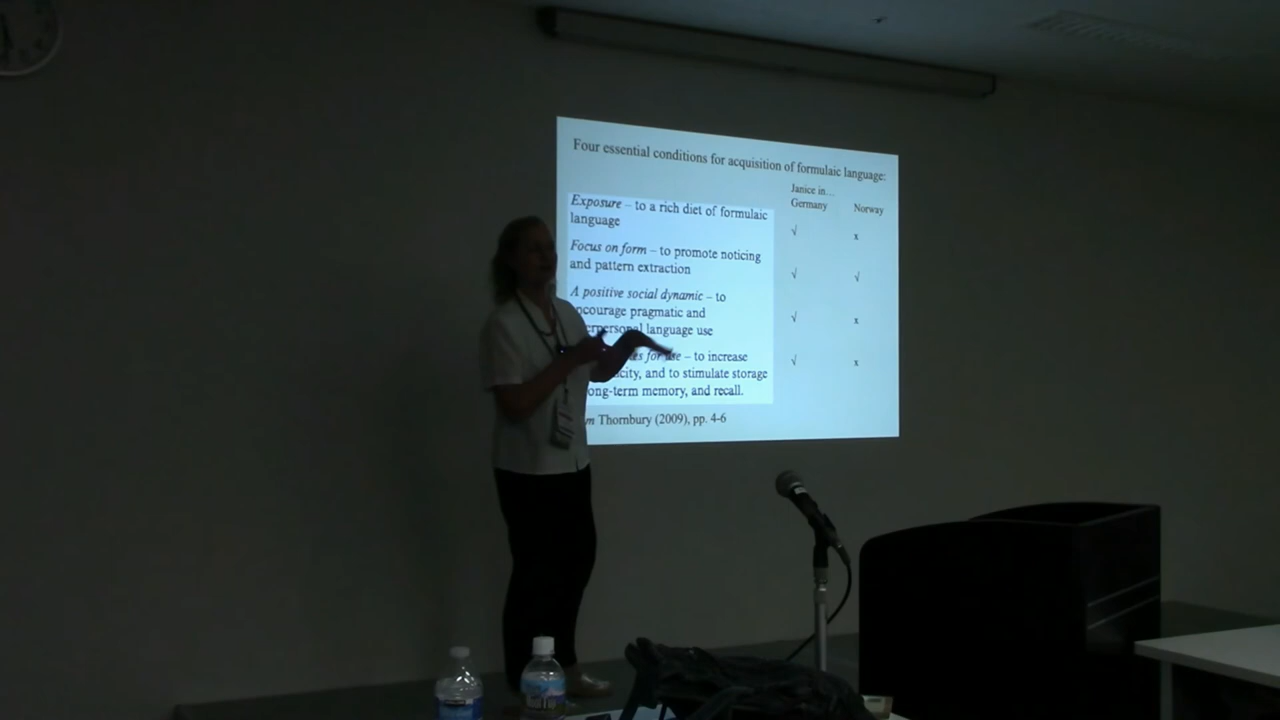 Four essential conditions for acquisition of formulaic language:
Janice in...
Germany
Norway
Exposure – to a rich diet of formulaic
language
√ x
Focus on form – to promote noticing
and pattern extraction
√ √
A positive social dynamic – to
encourage pragmatic and
erpersonal language use
√ x
es for use – to increase
city, and to stimulate storage
ong-term memory, and recall.
√ x
m Thornbury (2009), pp. 4-6